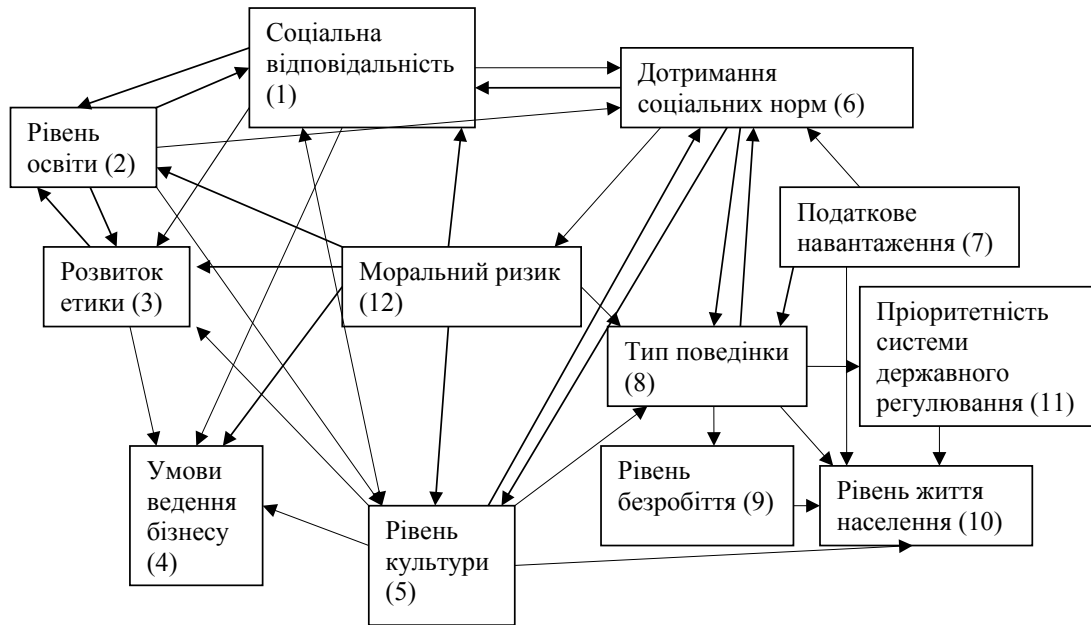 Соціальна
відповідальність
(1)
Дотримання
соціальних норм (6)
Рівень
освіти (2)
Податкове
навантаження (7)
Розвиток
етики (3)
Моральний ризик
(12)
Пріоритетність
системи
державного
регулювання (11)
Тип поведінки
(8)
Умови
ведення
бізнесу
(4)
Рівень
культури
(5)
Рівень
безробіття (9)
Рівень життя
населення (10)